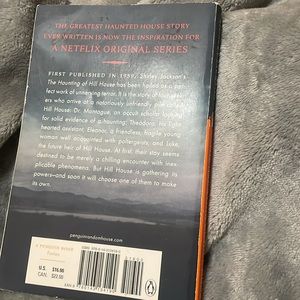 THE GREATEST HAUNTED HOUSE STORY
EVER WRITTEN IS NOW THE INSPIRATION FOR
A NETFLIX ORIGINAL SERIES
FIRST PUBLISHED IN 1959, Shirley Jackson's
The Haunting of Hill House has been hailed as a per-
fect work of unnerving terror. It is the story of four seek-
ers who arrive at a notoriously unfriendly pile called
Hill House: Dr. Montague, an occult scholar looking
for solid evidence of a haunting; Theodora, his light-
hearted assistant; Eleanor, a friendless, fragile young
woman well acquainted with poltergeists; and Luke,
the future heir of Hill House. At first, their stay seems
destined to be merely a chilling encounter with inex-
plicable phenomena. But Hill House is gathering its
powers—and soon it will choose one of them to make
its own.
penguinrandomhouse.com
A PENGUIN BOOK
Fiction
U.S. $16.00
CAN. $22.00